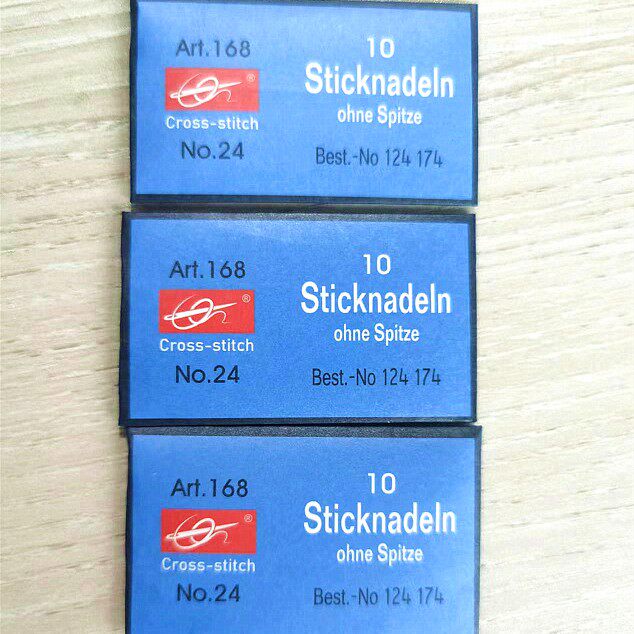 Art.168
®
Cross-stitch
No.24
10
Sticknadeln
ohne Spitze
Best.-No 124 174
Art.168
®
Cross-stitch
No.24
10
Sticknadeln
ohne Spitze
Best.-No 124 174
Art.168
®
Cross-stitch
No.24
10
Sticknadeln
ohne Spitze
Best.-No 124 174